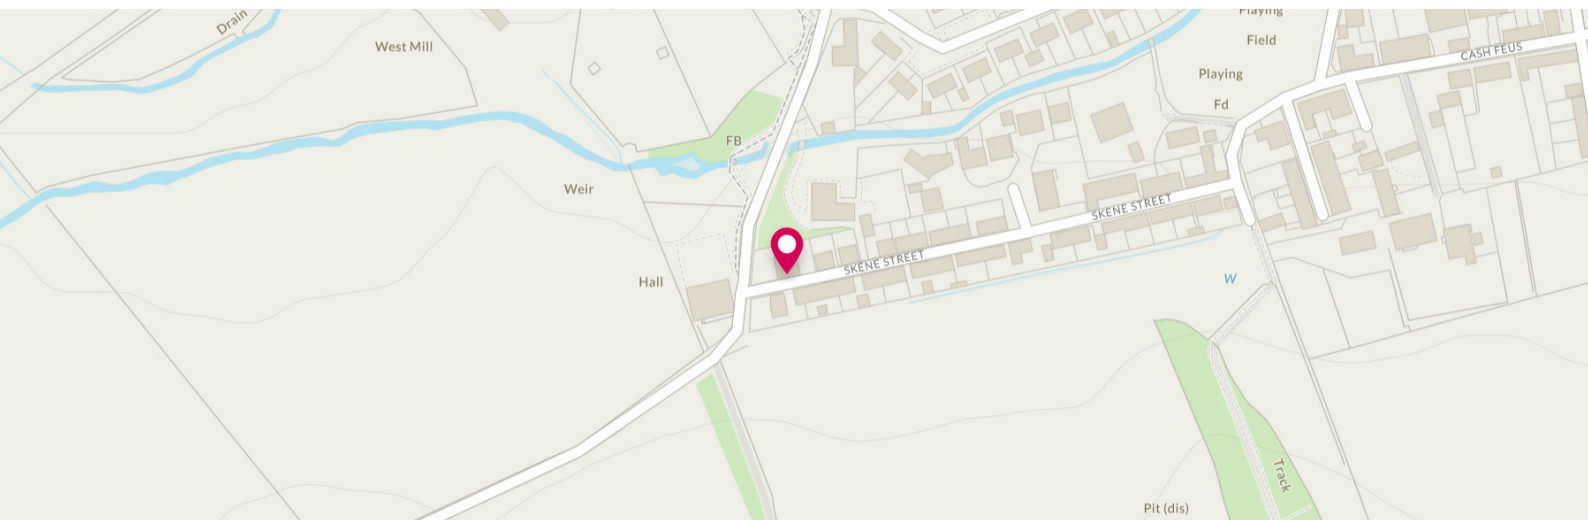 Drain
West Mill
Playing
Field
CASH FEUS
Playing
Fd
FB
Weir
SKENE STREET
SKENE STREET
Hall
W
Track
Pit (dis)